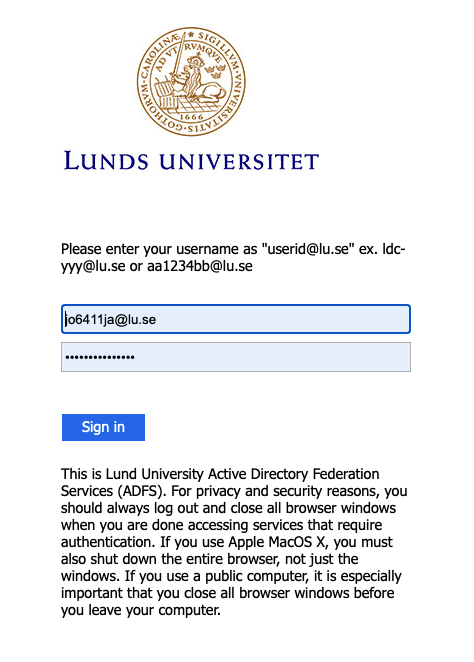 SIGILLVM·VNIVERSITATIS·GOTHORVM·CAROLINÆ
AD VTRVMQVE
1666
LUNDS UNIVERSITET
Please enter your username as "userid@lu.se" ex. ldc-
yyy@lu.se or aa1234bb@lu.se
jo6411ja@lu.se
•••••••••••••••
Sign in
This is Lund University Active Directory Federation
Services (ADFS). For privacy and security reasons, you
should always log out and close all browser windows
when you are done accessing services that require
authentication. If you use Apple MacOS X, you must
also shut down the entire browser, not just the
windows. If you use a public computer, it is especially
important that you close all browser windows before
you leave your computer.